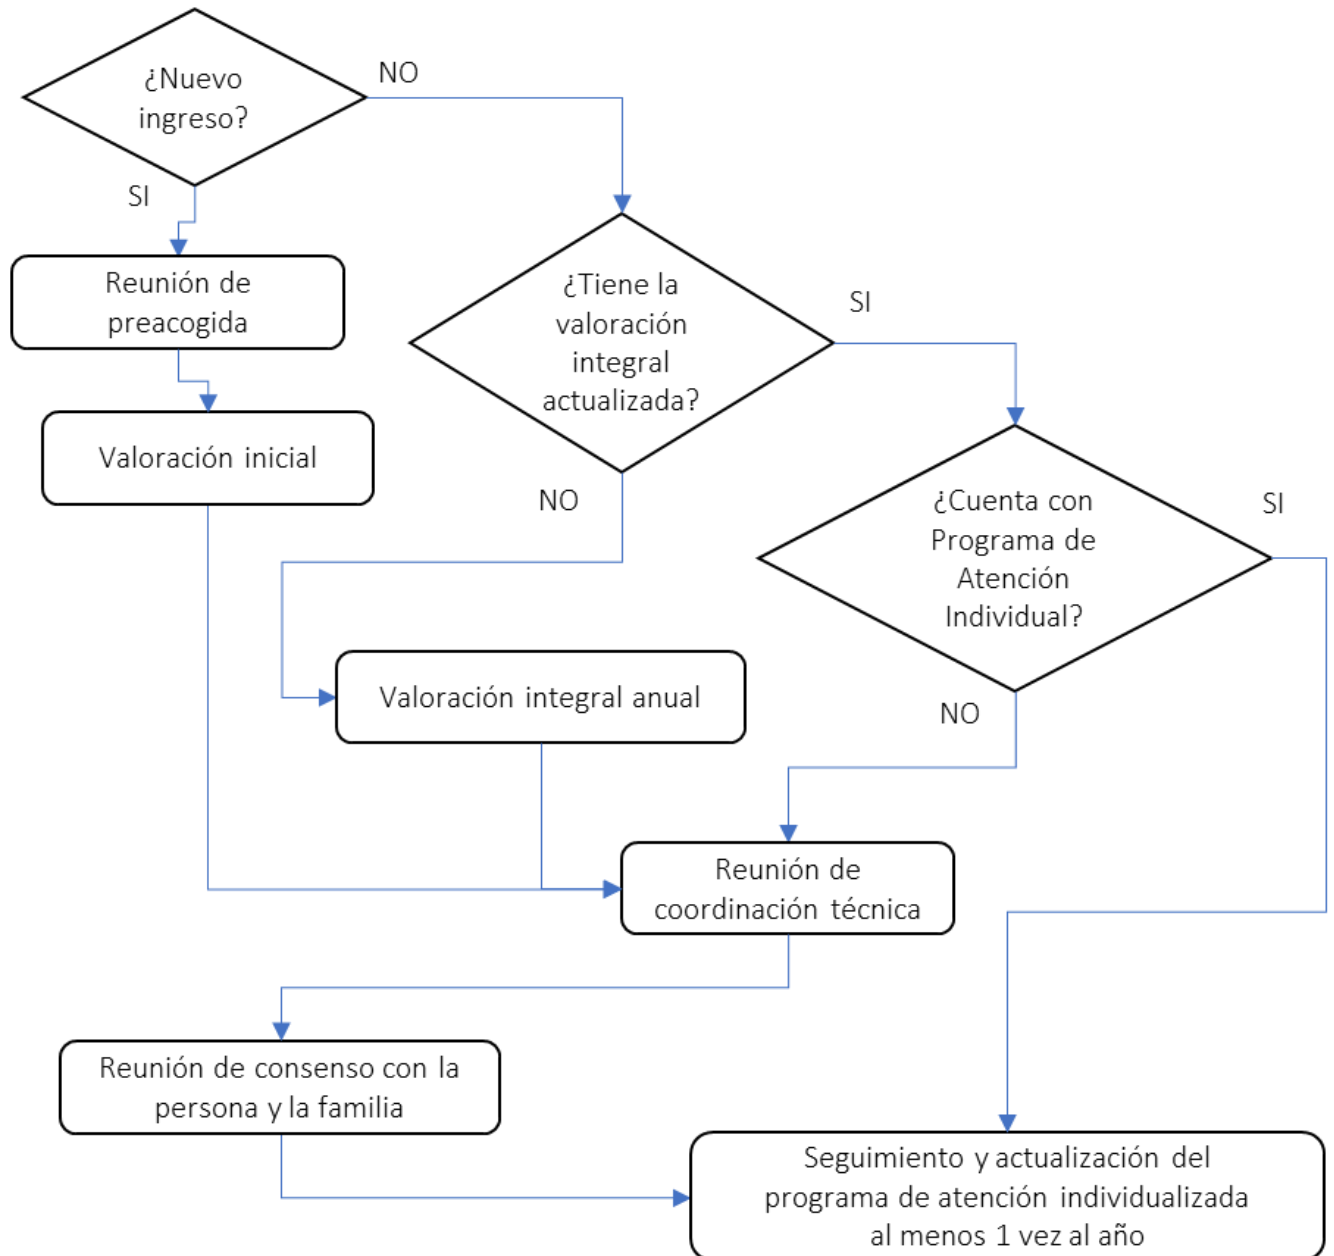 ¿Nuevo
ingreso?
NO
SI
Reunión de
preacogida
¿Tiene la
valoración
integral
actualizada?
SI
Valoración inicial
NO
¿Cuenta con
Programa de
Atención
Individual?
SI
Valoración integral anual
NO
Reunión de
coordinación técnica
Reunión de consenso con la
persona y la familia
Seguimiento y actualización del
programa de atención individualizada
al menos 1 vez al año